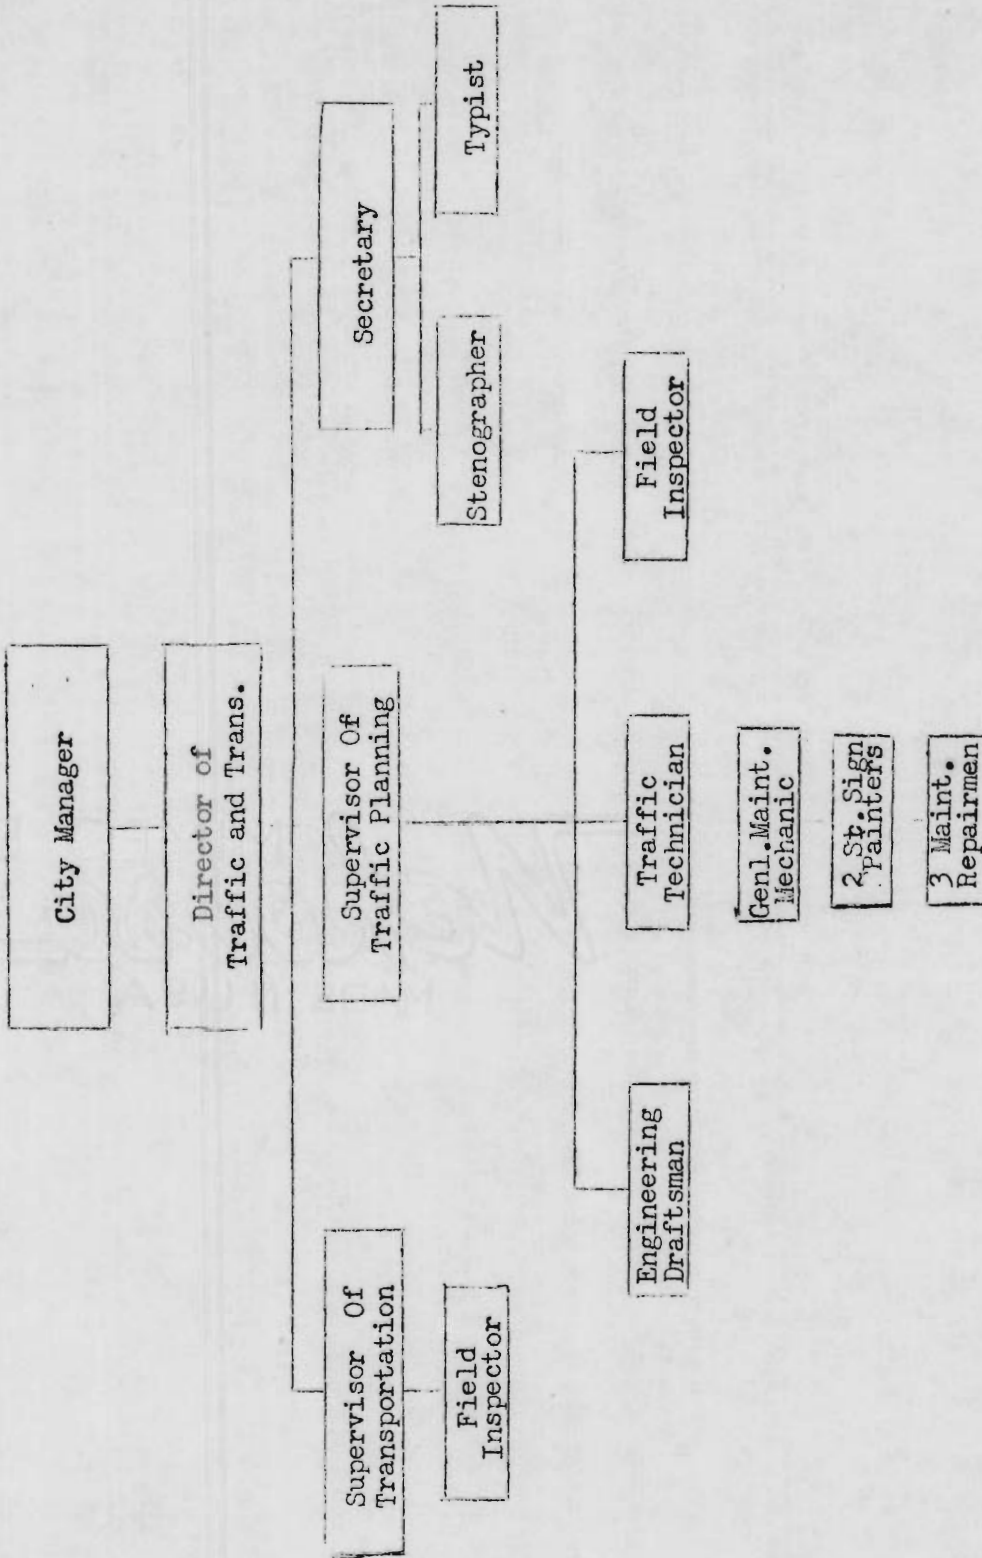 City Manager
Director of
Traffic and Trans.
Supervisor Of
Transportation
Supervisor Of
Traffic Planning
Secretary
Field
Inspector
Stenographer
Typist
Engineering
Draftsman
Traffic
Technician
Field
Inspector
Genl.Maint.
Mechanic
2 St. Sign
Painters
3 Maint.
Repairmen